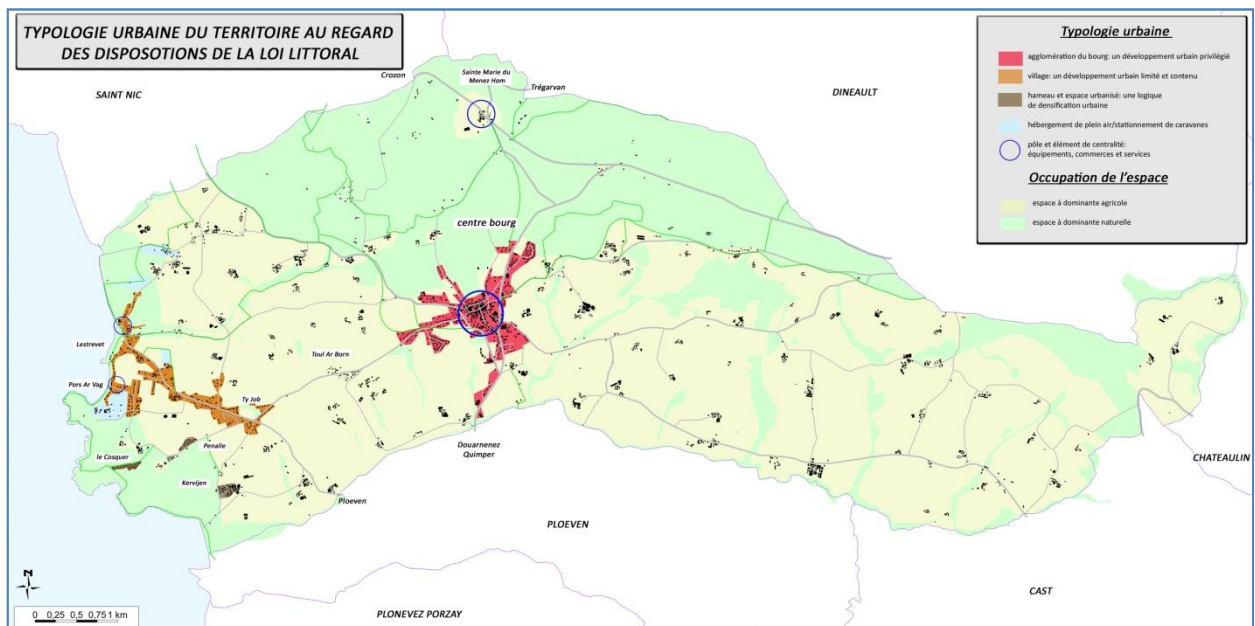 TYPOLOGIE URBAINE DU TERRITOIRE AU REGARD
DES DISPOSOTIONS DE LA LOI LITTORAL
Typologie urbaine
agglomération du bourg: un développement urbain privilégié
village: un développement urbain limité et contenu
hameau et espace urbanisé: une logique
de densification urbaine
hébergement de plein air/stationnement de caravanes
pôle et élément de centralité:
équipements, commerces et services
Occupation de l'espace
espace à dominante agricole
espace à dominante naturelle
SAINT NIC
Crozon
Sainte Marie du
Menez Hom
Trégarvan
DINEAULT
centre bourg
Lestrevet
Toul Ar Born
Pors Ar Vag
Ty Job
Penalle
le Cosquer
Kervijen
Douarnenez
Quimper
Ploeven
CHATEAULIN
PLOEVEN
CAST
PLONEVEZ PORZAY
N
0 0,25 0,5 0,75 1 km